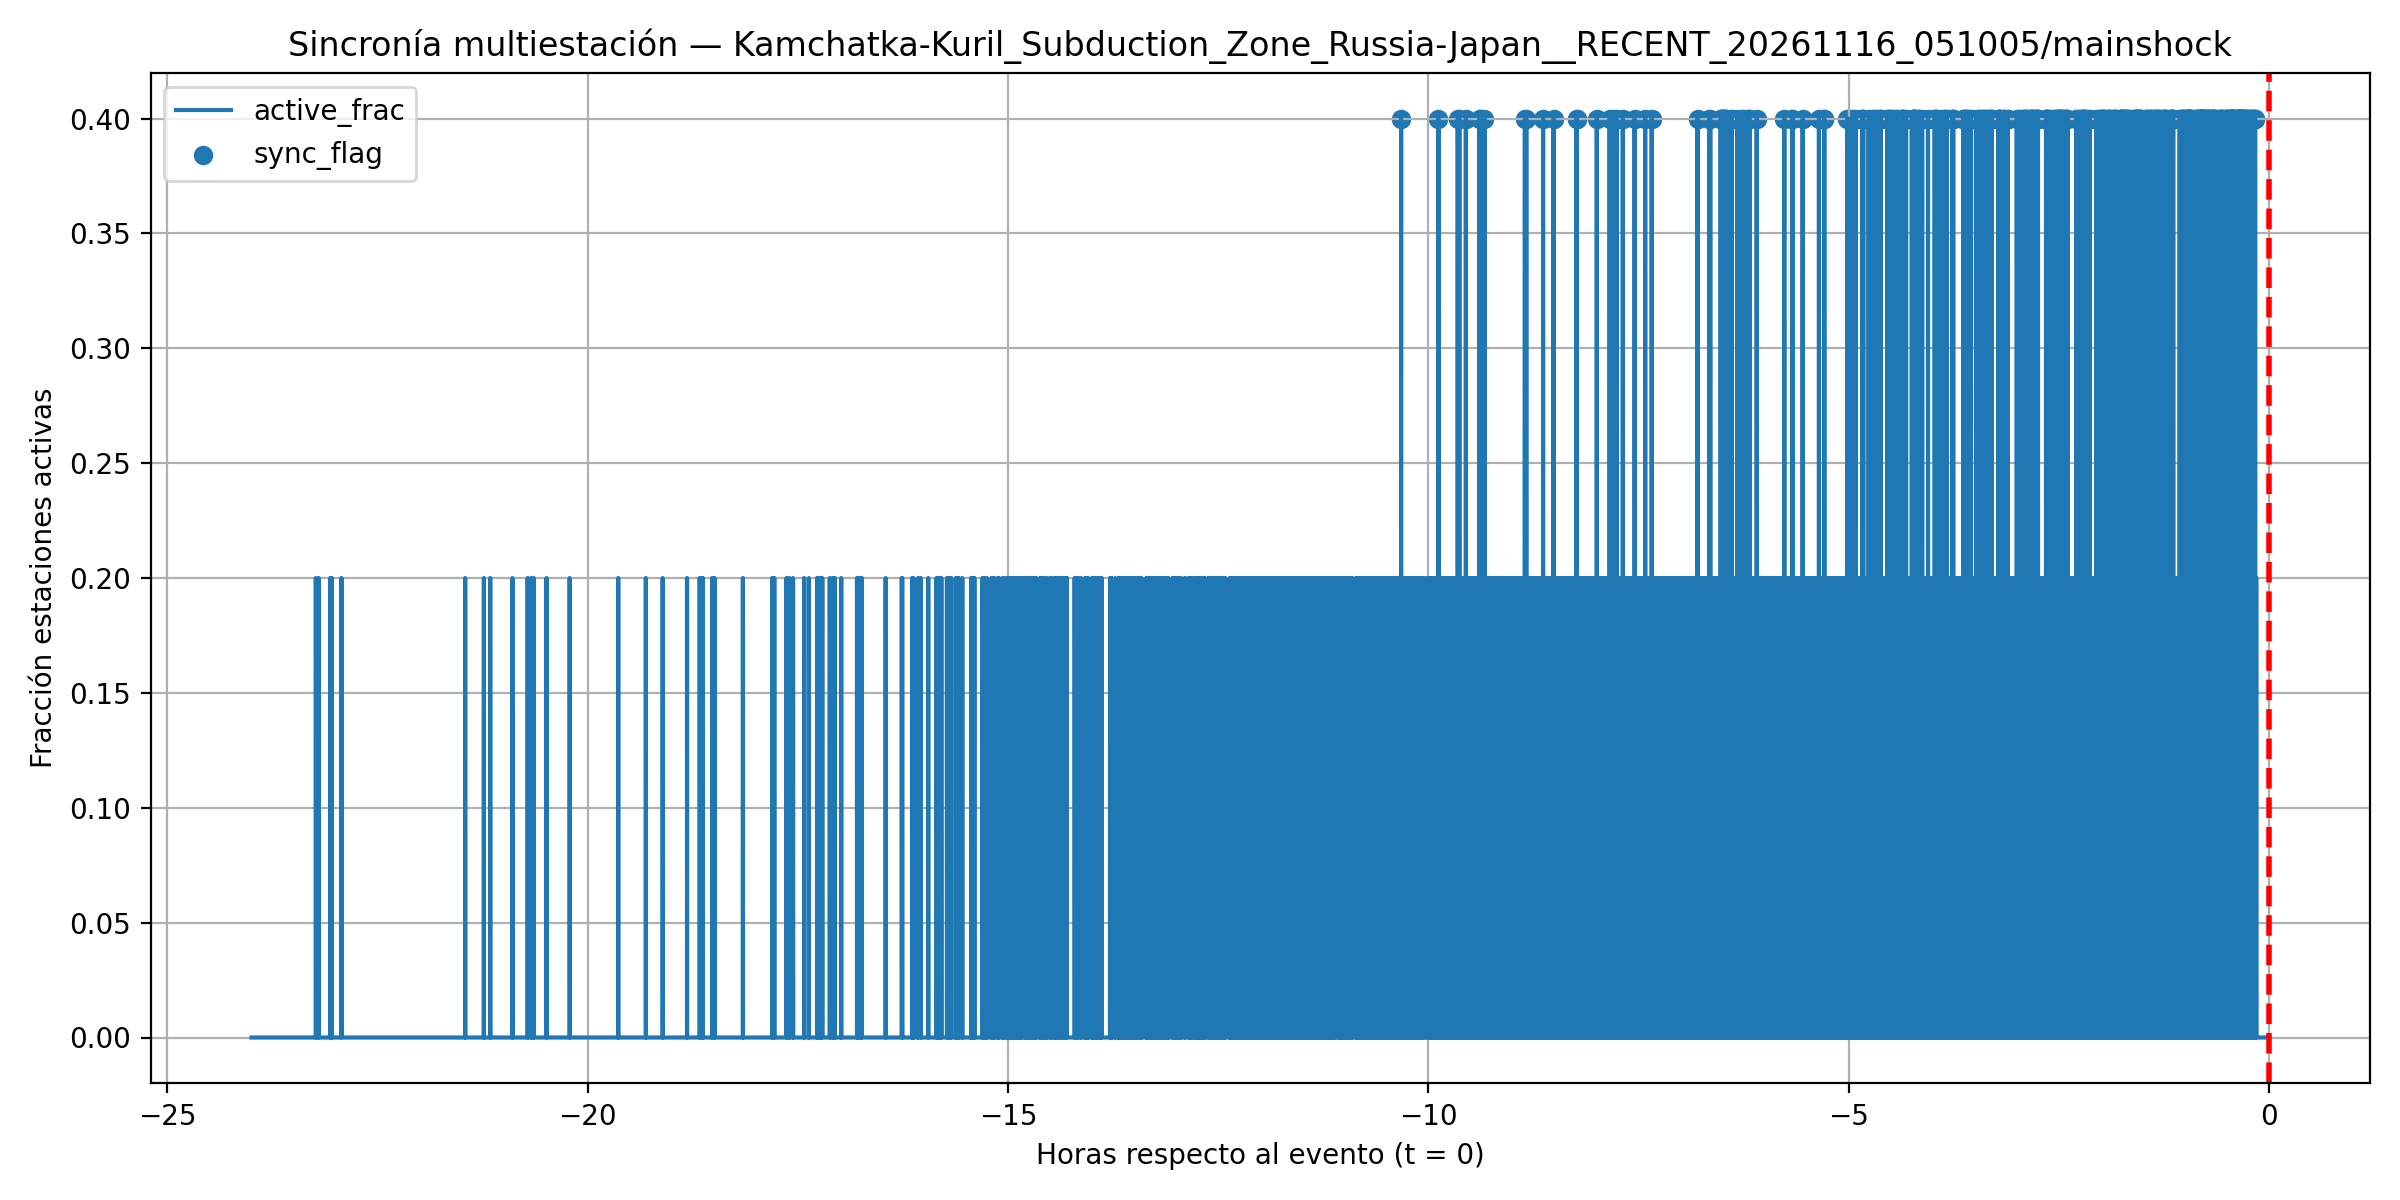 Sincronía multiestación — Kamchatka-Kuril_Subduction_Zone_Russia-Japan__RECENT_20261116_051005/mainshock
active_frac
sync_flag
0.40
0.35
0.30
0.25
0.20
0.15
0.10
0.05
0.00
Fracción estaciones activas
−25 −20 −15 −10 −5 0
Horas respecto al evento (t = 0)